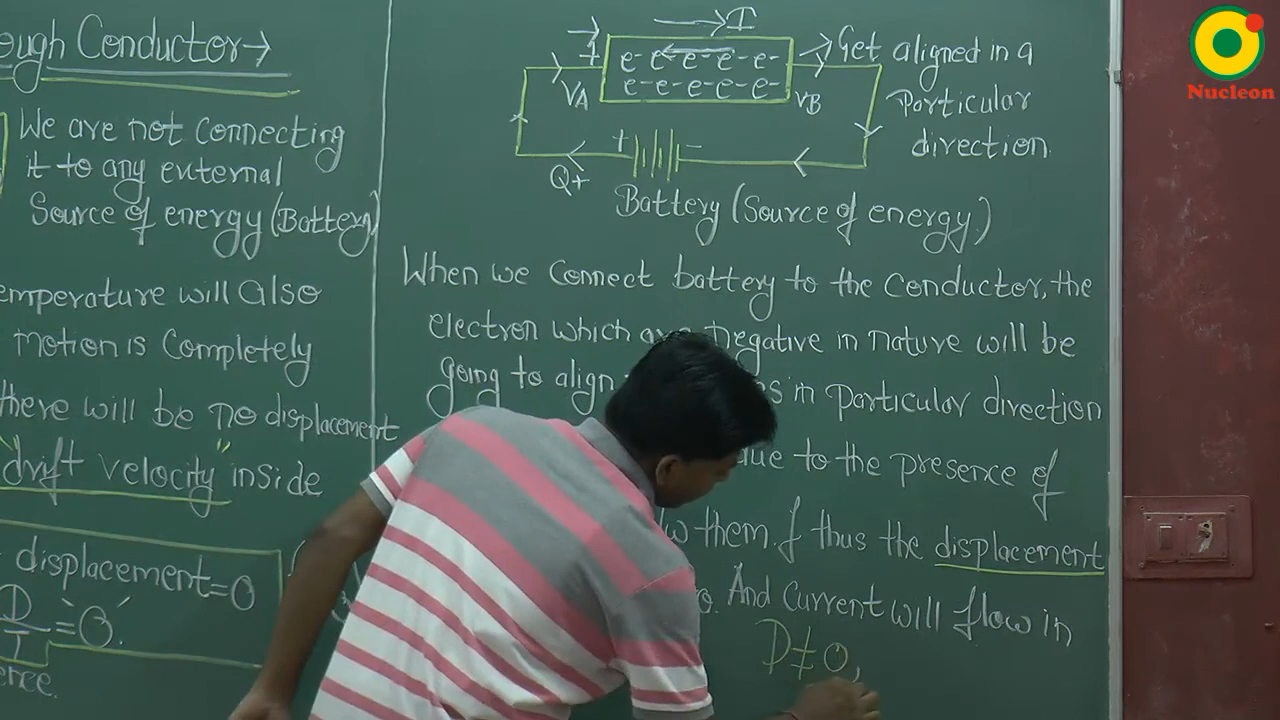 ough Conductor→
We are not connecting
it to any external
Source of energy (Battery)
emperature will also
motion is completely
there will be no displacement
"drift velocity" inside
displacement=0
D/T="0"
ence.
I
e- e- e- e- e-
e- e- e- e- e-
VA
VB
Get aligned in a
Particular
direction.
+ -
Q+
Battery (Source of energy)
When we connect battery to the conductor, the
electron which are negative in nature will be
going to align in particular direction
due to the presence of
them. & thus the displacement
And Current will flow in
D≠0,
Nucleon